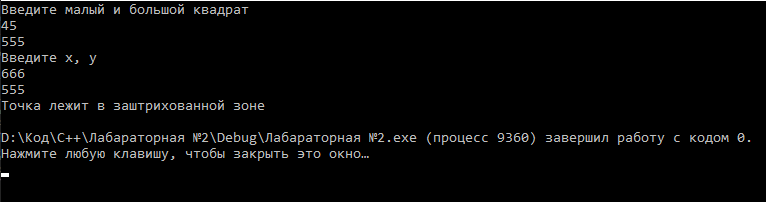 Введите малый и большой квадрат
45
555
Введите x, y
666
555
Точка лежит в заштрихованной зоне
D:\Код\C++\Лабараторная №2\Debug\Лабараторная №2.exe (процесс 9360) завершил работу с кодом 0.
Нажмите любую клавишу, чтобы закрыть это окно…